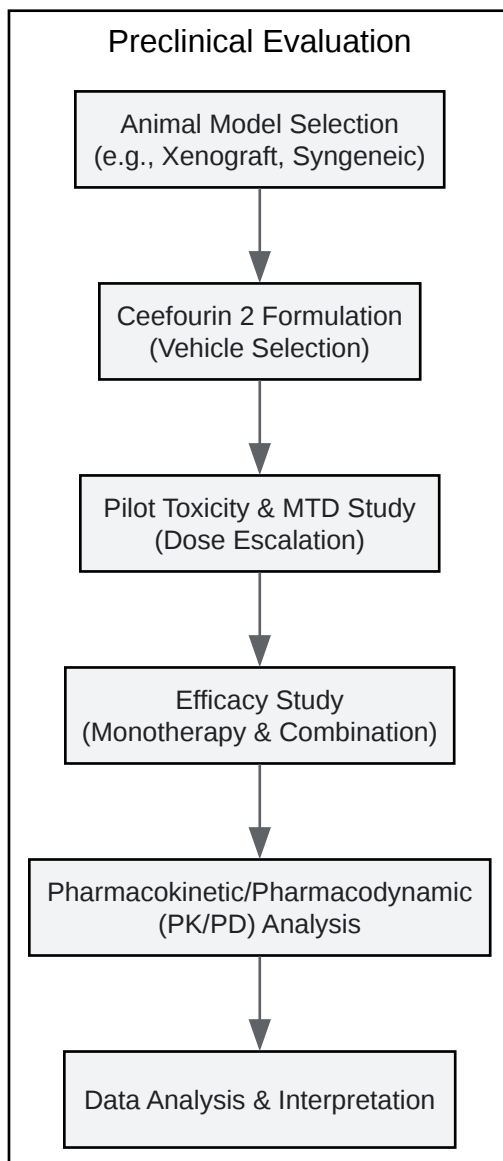 Preclinical Evaluation
Animal Model Selection
(e.g., Xenograft, Syngeneic)
Ceefourin 2 Formulation
(Vehicle Selection)
Pilot Toxicity & MTD Study
(Dose Escalation)
Efficacy Study
(Monotherapy & Combination)
Pharmacokinetic/Pharmacodynamic
(PK/PD) Analysis
Data Analysis & Interpretation